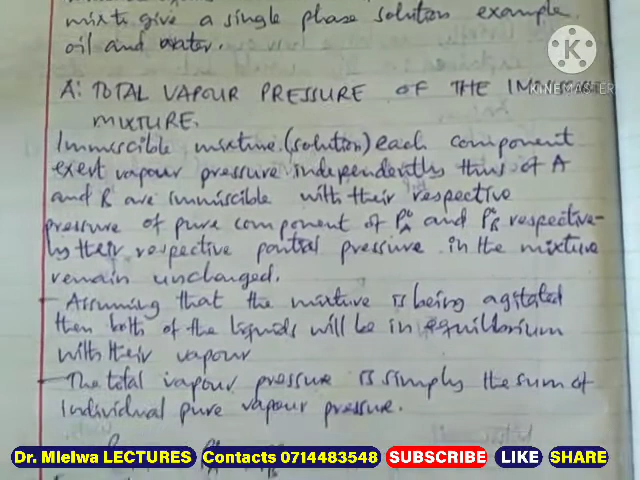 mixts give a single phase solution example
oil and water.
A: TOTAL VAPOUR PRESSURE OF THE IMMISCIBLE
MIXTURE.
Immiscible mixture (solution) each component
exert vapour pressure independently thus if A
and B are immiscible with their respective
pressure of pure component of P°A and P°B respective-
ly their respective partial pressure in the mixture
remain unchanged.
- Assuming that the mixture is being agitated
then both of the liquids will be in equilibrium
with their vapour
- The total vapour pressure is simply the sum of
individual pure vapour pressure.
KINEMASTER
Dr. Mlelwa LECTURES Contacts 0714483548 SUBSCRIBE LIKE SHARE